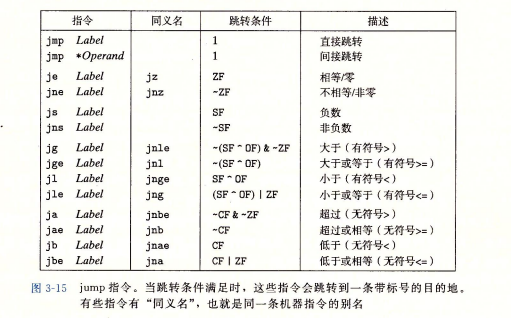 指令 同义名 跳转条件 描述
jmp Label 1 直接跳转
jmp *Operand 1 间接跳转
je Label jz ZF 相等/零
jne Label jnz ~ZF 不相等/非零
js Label SF 负数
jns Label ~SF 非负数
jg Label jnle ~(SF ^ OF) & ~ZF 大于（有符号>）
jge Label jnl ~(SF ^ OF) 大于或等于（有符号>=）
jl Label jnge SF ^ OF 小于（有符号<）
jle Label jng (SF ^ OF) | ZF 小于或等于（有符号<=）
ja Label jnbe ~CF & ~ZF 超过（无符号>）
jae Label jnb ~CF 超过或相等（无符号>=）
jb Label jnae CF 低于（无符号<）
jbe Label jna CF | ZF 低于或相等（无符号<=）
图 3-15 jump 指令。当跳转条件满足时，这些指令会跳转到一条带标号的目的地。
有些指令有“同义名”，也就是同一条机器指令的别名